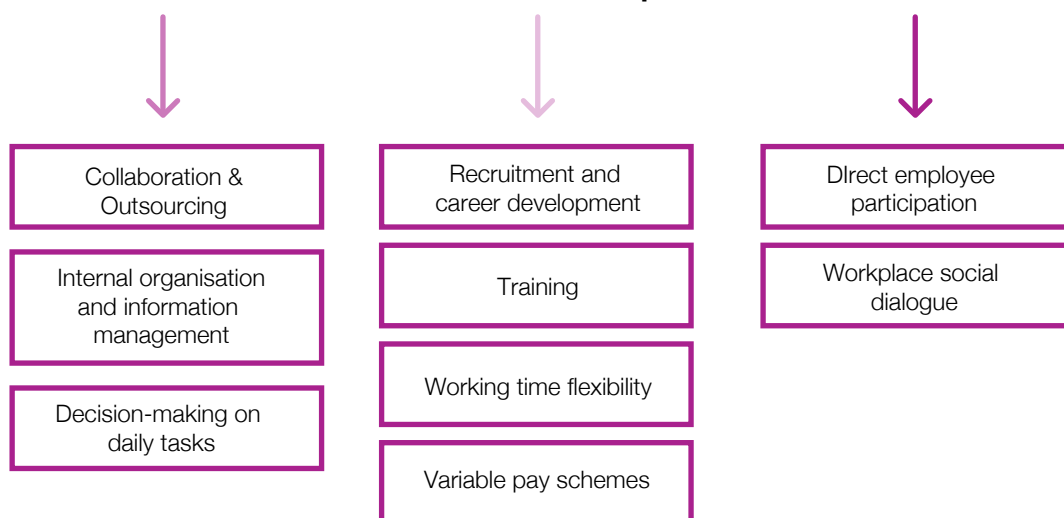 Collaboration &
Outsourcing
Internal organisation
and information
management
Decision-making on
daily tasks
Recruitment and
career development
Training
Working time flexibility
Variable pay schemes
DIrect employee
participation
Workplace social
dialogue